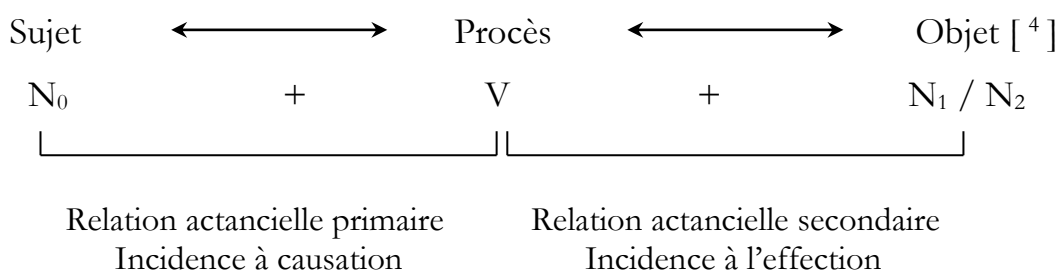 Sujet Procès Objet [ ⁴ ]
N₀ + V + N₁ / N₂
Relation actancielle primaire Relation actancielle secondaire
Incidence à causation Incidence à l’effection